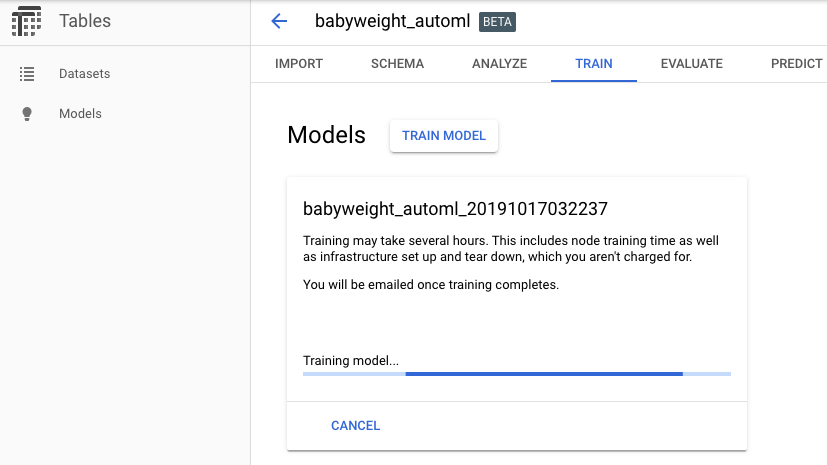 Tables
babyweight_automl BETA
Datasets
Models
IMPORT SCHEMA ANALYZE TRAIN EVALUATE PREDICT
Models TRAIN MODEL
babyweight_automl_20191017032237
Training may take several hours. This includes node training time as well
as infrastructure set up and tear down, which you aren't charged for.
You will be emailed once training completes.
Training model...
CANCEL